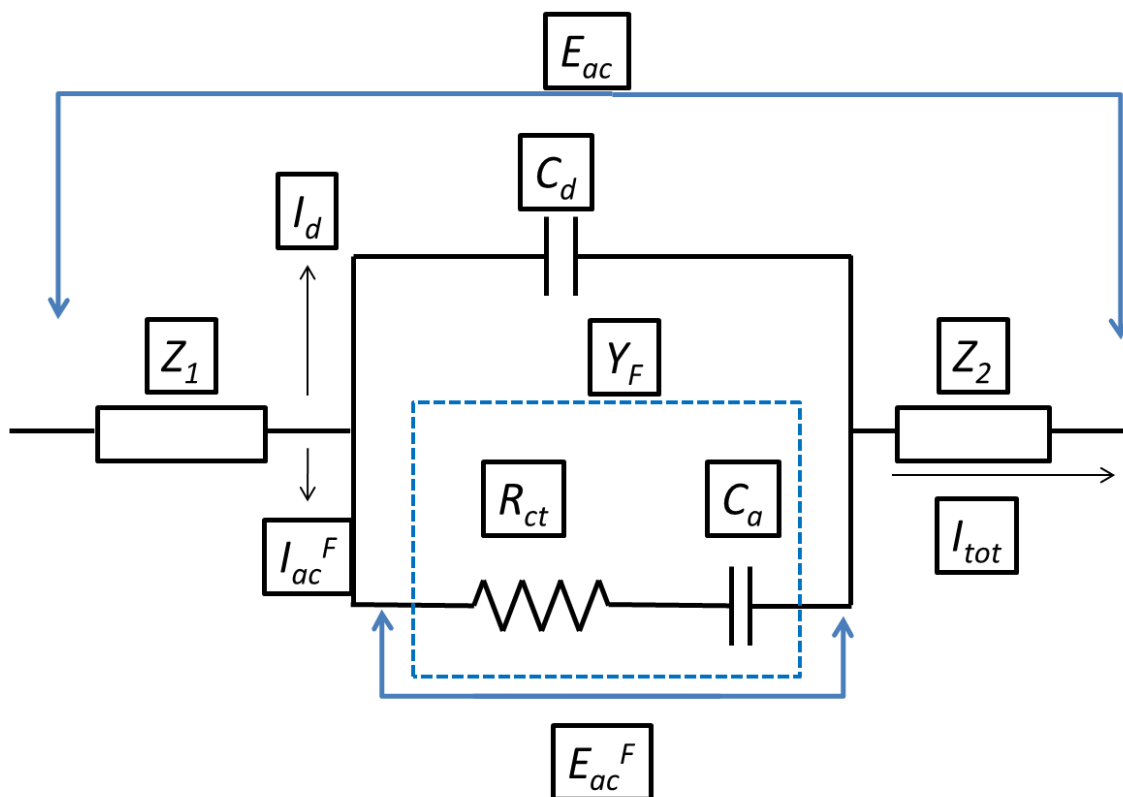 E_ac
C_d
I_d
Y_F
Z_1
Z_2
R_ct
C_a
I_ac^F
I_tot
E_ac^F